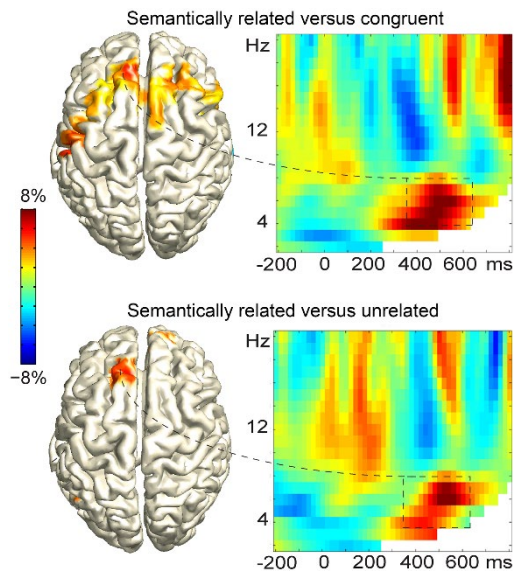 Semantically related versus congruent
Hz
12
4
-200 0 200 400 600 ms
8%
−8%
Semantically related versus unrelated
Hz
12
4
-200 0 200 400 600 ms